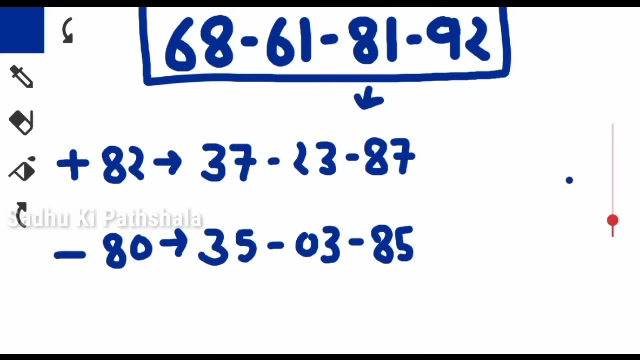 68-61-81-92
+ 82 → 37 - 23 - 87
Sadhu Ki Pathshala
- 80 → 35 - 03 - 85